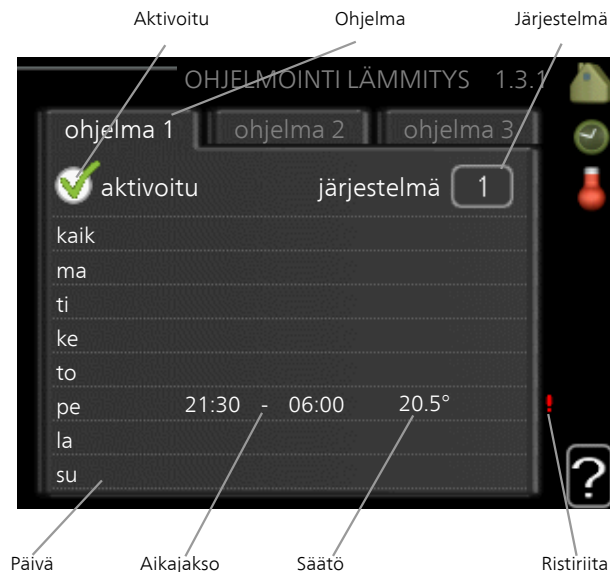 Aktivoitu Ohjelma Järjestelmä
OHJELMOINTI LÄMMITYS 1.3.1
ohjelma 1 ohjelma 2 ohjelma 3
aktivoitu järjestelmä 1
kaik
ma
ti
ke
to
pe 21:30 - 06:00 20.5° !
la
su
?
Päivä Aikajakso Säätö Ristiriita